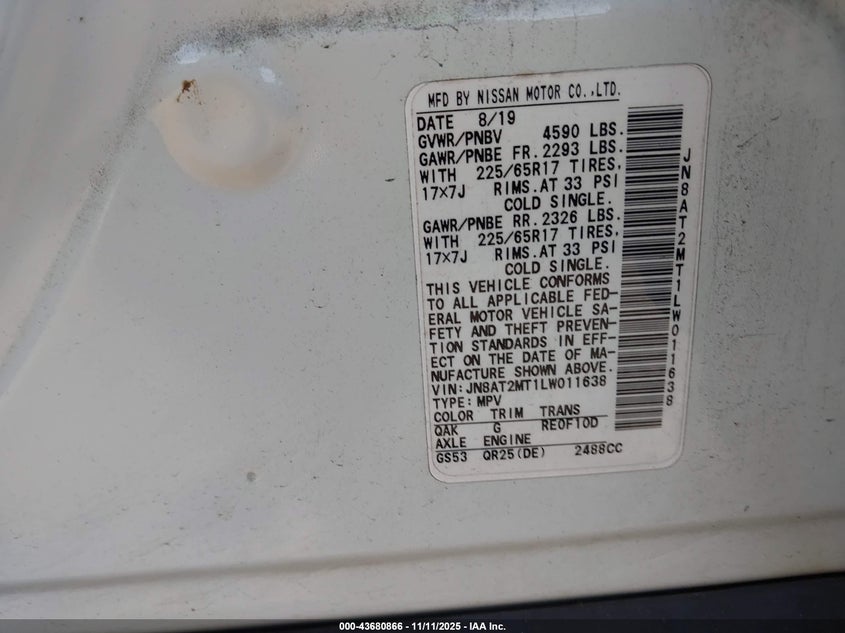 MFD BY NISSAN MOTOR CO.,LTD.
DATE 8/19
GVWR/PNBV 4590 LBS.
GAWR/PNBE FR. 2293 LBS.
WITH 225/65R17 TIRES,
17×7J RIMS. AT 33 PSI
COLD SINGLE.
GAWR/PNBE RR. 2326 LBS.
WITH 225/65R17 TIRES,
17×7J RIMS. AT 33 PSI
COLD SINGLE.
THIS VEHICLE CONFORMS
TO ALL APPLICABLE FED-
ERAL MOTOR VEHICLE SA-
FETY AND THEFT PREVEN-
TION STANDARDS IN EFF-
ECT ON THE DATE OF MA-
NUFACTURE SHOWN ABOVE.
VIN: JN8AT2MT1LW011638
TYPE: MPV
COLOR TRIM TRANS
QAK G RE0F10D
AXLE ENGINE
GS53 QR25(DE) 2488CC
JN8AT2MT1LW011638
000-43680866 - 11/11/2025 - IAA Inc.